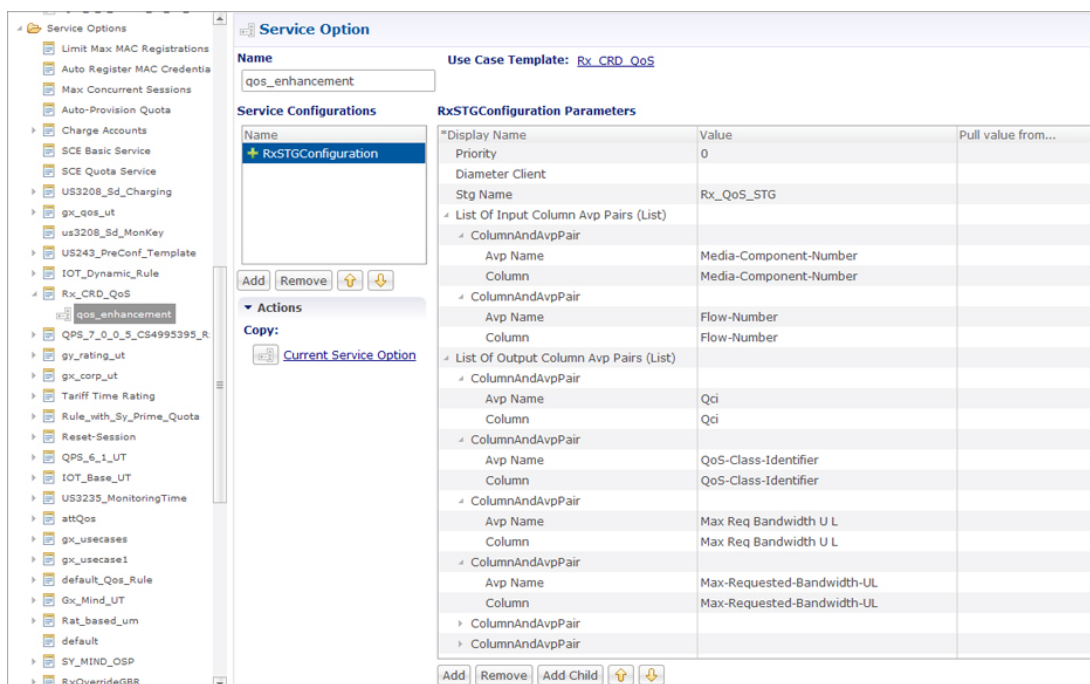 Service Options
Limit Max MAC Registrations
Auto Register MAC Credentia
Max Concurrent Sessions
Auto-Provision Quota
Charge Accounts
SCE Basic Service
SCE Quota Service
US3208_Sd_Charging
gx_qos_ut
us3208_Sd_MonKey
US243_PreConf_Template
IOT_Dynamic_Rule
Rx_CRD_QoS
qos_enhancement
QPS_7_0_0_5_CS4995395_R
gy_rating_ut
gx_corp_ut
Tariff Time Rating
Rule_with_Sy_Prime_Quota
Reset-Session
QPS_6_1_UT
IOT_Base_UT
US3235_MonitoringTime
attQos
gx_usecases
gx_usecase1
default_Qos_Rule
Gx_Mind_UT
Rat_based_um
default
SY_MIND_OSP
RxOverrideGBR
Service Option
Name
qos_enhancement
Use Case Template: Rx_CRD_QoS
Service Configurations
Name
RxSTGConfiguration
Add Remove
Actions
Copy:
Current Service Option
RxSTGConfiguration Parameters
*Display Name Value Pull value from...
Priority 0
Diameter Client
Stg Name Rx_QoS_STG
List Of Input Column Avp Pairs (List)
ColumnAndAvpPair
Avp Name Media-Component-Number
Column Media-Component-Number
ColumnAndAvpPair
Avp Name Flow-Number
Column Flow-Number
List Of Output Column Avp Pairs (List)
ColumnAndAvpPair
Avp Name Qci
Column Qci
ColumnAndAvpPair
Avp Name QoS-Class-Identifier
Column QoS-Class-Identifier
ColumnAndAvpPair
Avp Name Max Req Bandwidth U L
Column Max Req Bandwidth U L
ColumnAndAvpPair
Avp Name Max-Requested-Bandwidth-UL
Column Max-Requested-Bandwidth-UL
ColumnAndAvpPair
ColumnAndAvpPair
Add Remove Add Child